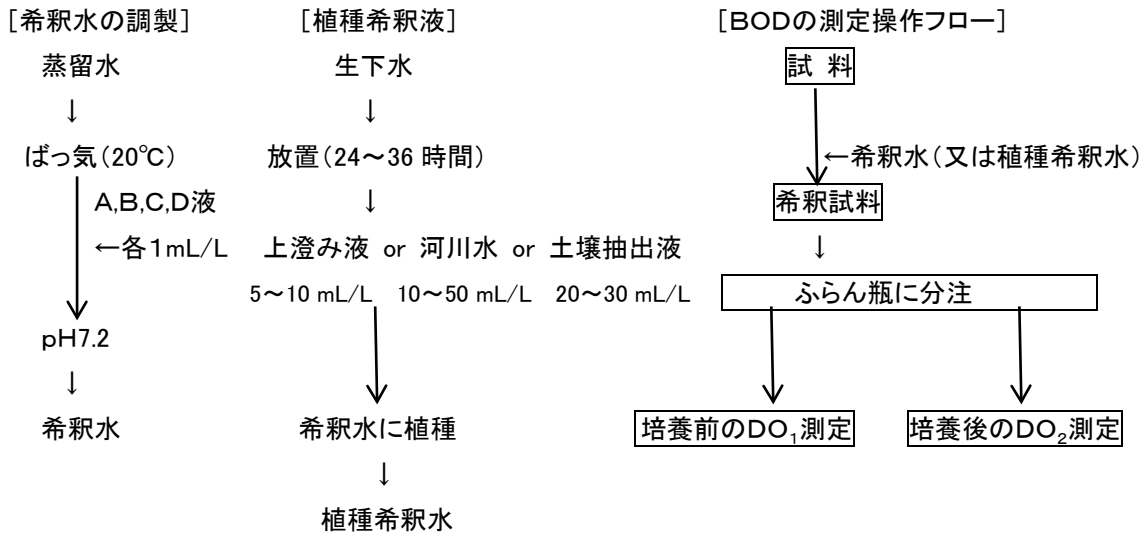 [希釈水の調製]
蒸留水
↓
ばっ気(20℃)
A,B,C,D液
←各1mL/L
pH7.2
↓
希釈水
[植種希釈液]
生下水
↓
放置(24～36 時間)
↓
上澄み液 or 河川水 or 土壌抽出液
5～10 mL/L 10～50 mL/L 20～30 mL/L
希釈水に植種
↓
植種希釈水
[BODの測定操作フロー]
試 料
←希釈水(又は稙種希釈水)
希釈試料
↓
ふらん瓶に分注
培養前のDO₁測定
培養後のDO₂測定